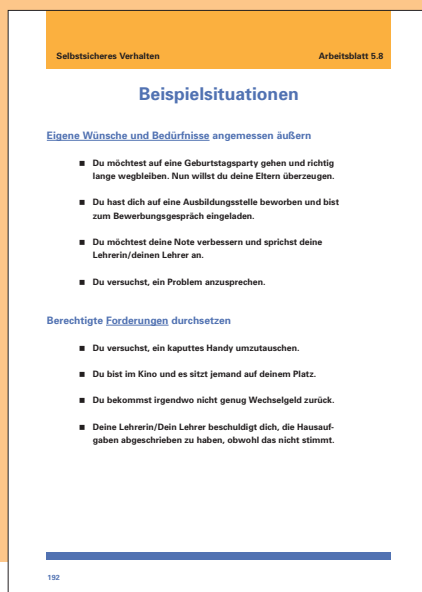 Selbstsicheres Verhalten
Arbeitsblatt 5.8
Beispielsituationen
Eigene Wünsche und Bedürfnisse angemessen äußern
■ Du möchtest auf eine Geburtstagsparty gehen und richtig
lange wegbleiben. Nun willst du deine Eltern überzeugen.
■ Du hast dich auf eine Ausbildungsstelle beworben und bist
zum Bewerbungsgespräch eingeladen.
■ Du möchtest deine Note verbessern und sprichst deine
Lehrerin/deinen Lehrer an.
■ Du versuchst, ein Problem anzusprechen.
Berechtigte Forderungen durchsetzen
■ Du versuchst, ein kaputtes Handy umzutauschen.
■ Du bist im Kino und es sitzt jemand auf deinem Platz.
■ Du bekommst irgendwo nicht genug Wechselgeld zurück.
■ Deine Lehrerin/Dein Lehrer beschuldigt dich, die Hausauf-
gaben abgeschrieben zu haben, obwohl das nicht stimmt.
192